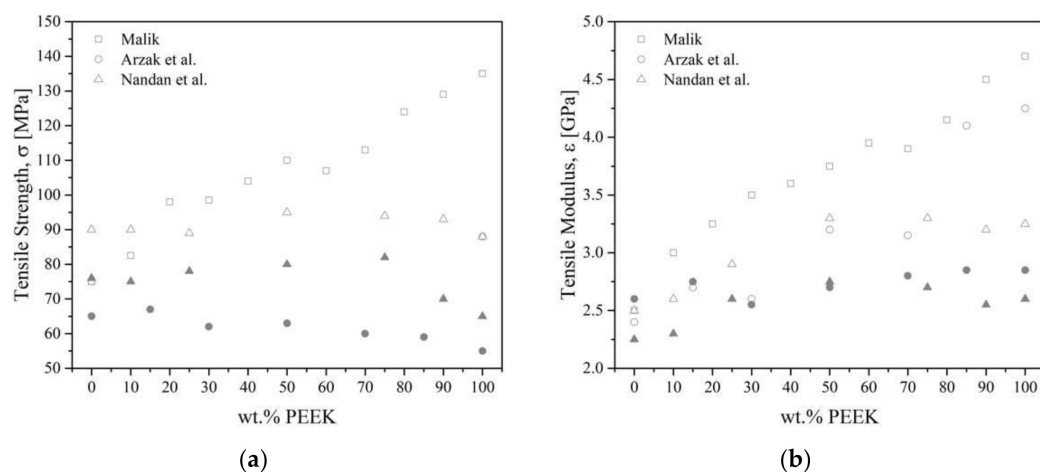 150
140
130
120
110
100
90
80
70
60
50
Tensile Strength, σ [MPa]
Malik
Arzak et al.
Nandan et al.
0 10 20 30 40 50 60 70 80 90 100
wt.% PEEK
(a)
5.0
4.5
4.0
3.5
3.0
2.5
2.0
Tensile Modulus, ε [GPa]
Malik
Arzak et al.
Nandan et al.
0 10 20 30 40 50 60 70 80 90 100
wt.% PEEK
(b)